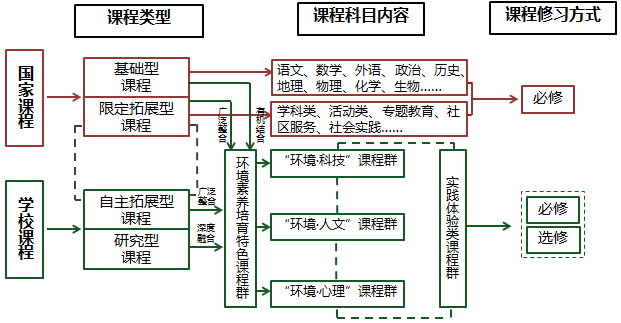 课程类型
课程科目内容
课程修习方式
国家课程
基础型
课程
限定拓展型
课程
语文、数学、外语、政治、历史、
地理、物理、化学、生物......
学科类、活动类、专题教育、社
区服务、社会实践......
必修
广泛
整合
有机
结合
学校课程
自主拓展型
课程
研究型
课程
广泛
整合
深度
融合
环境素养培育特色课程群
“环境·科技”课程群
“环境·人文”课程群
“环境·心理”课程群
实践体验类课程群
必修
选修